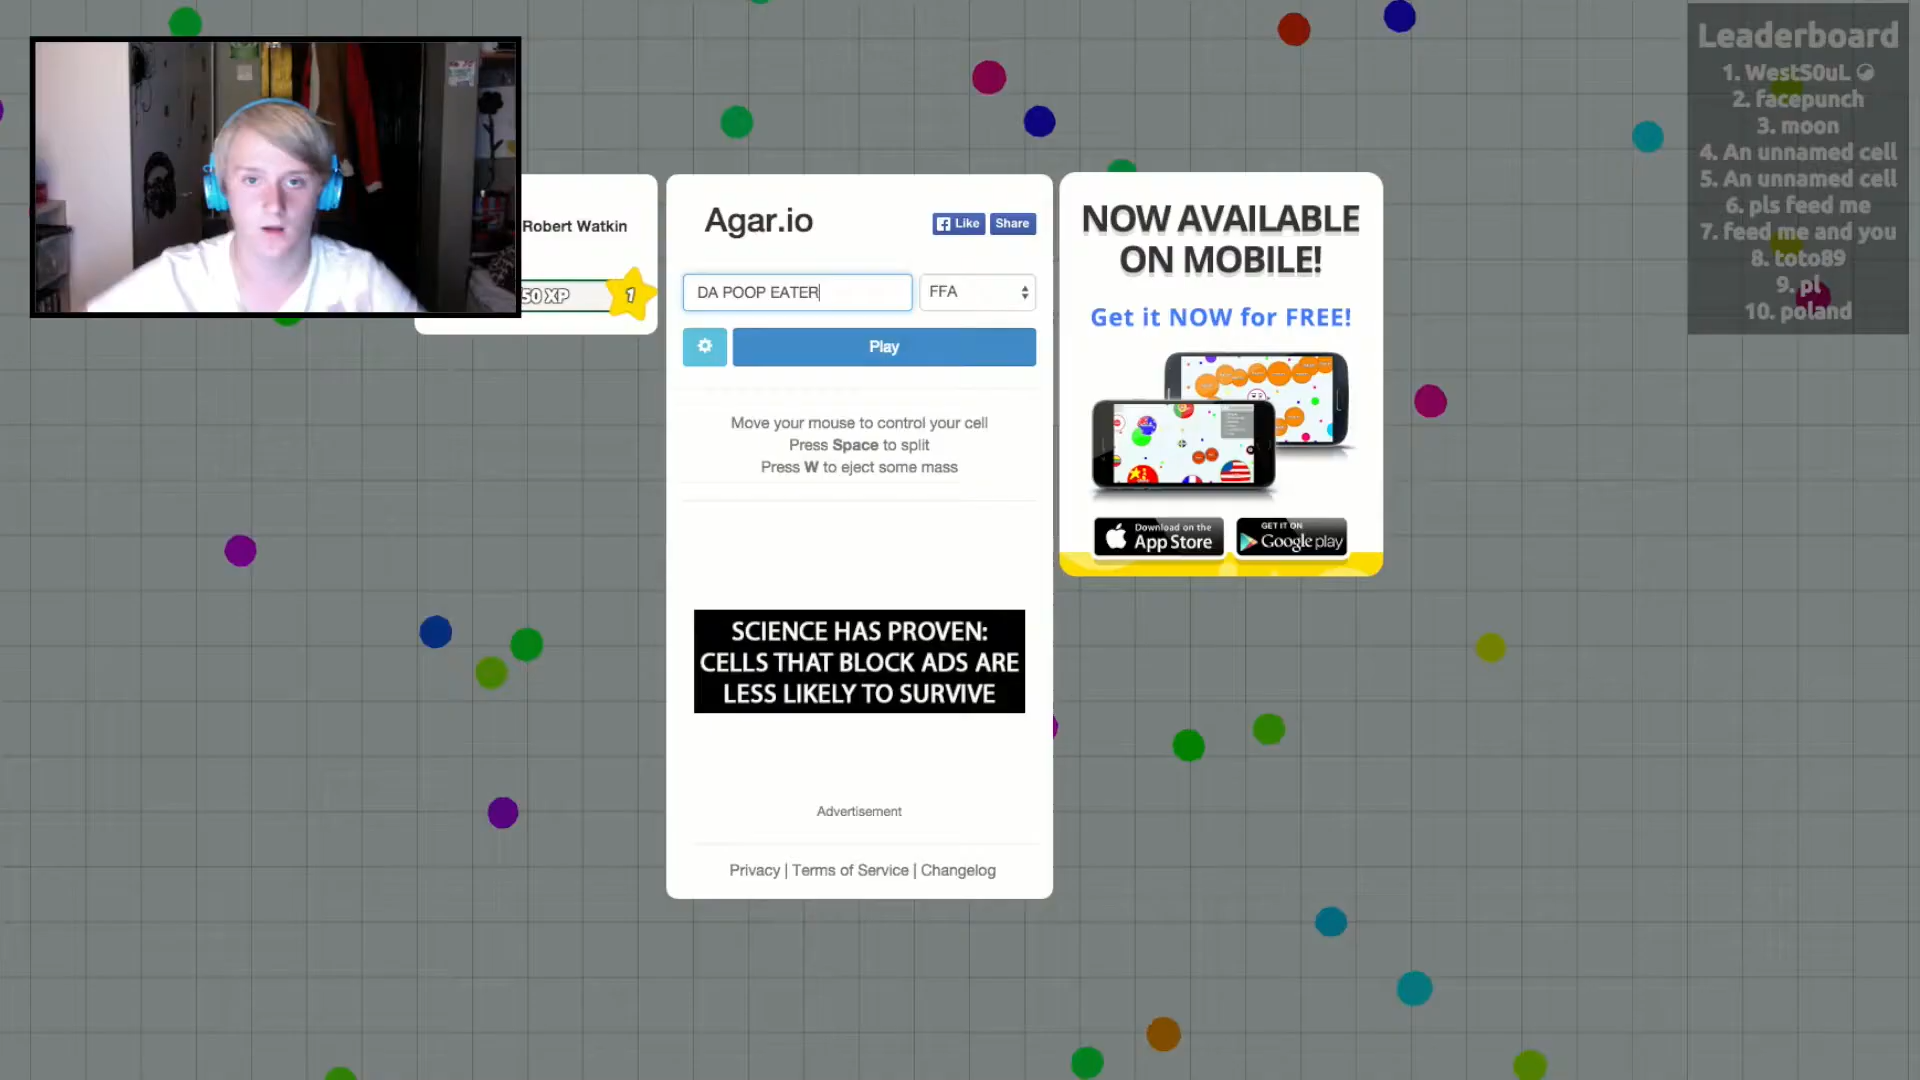 Robert Watkin
50 XP
1
Agar.io
Like
Share
DA POOP EATER
FFA
Play
Move your mouse to control your cell
Press Space to split
Press W to eject some mass
SCIENCE HAS PROVEN:
CELLS THAT BLOCK ADS ARE
LESS LIKELY TO SURVIVE
Advertisement
Privacy | Terms of Service | Changelog
NOW AVAILABLE
ON MOBILE!
Get it NOW for FREE!
Download on the
App Store
GET IT ON
Google play
Leaderboard
1. WestS0uL
2. facepunch
3. moon
4. An unnamed cell
5. An unnamed cell
6. pls feed me
7. feed me and you
8. toto89
9. pl
10. poland